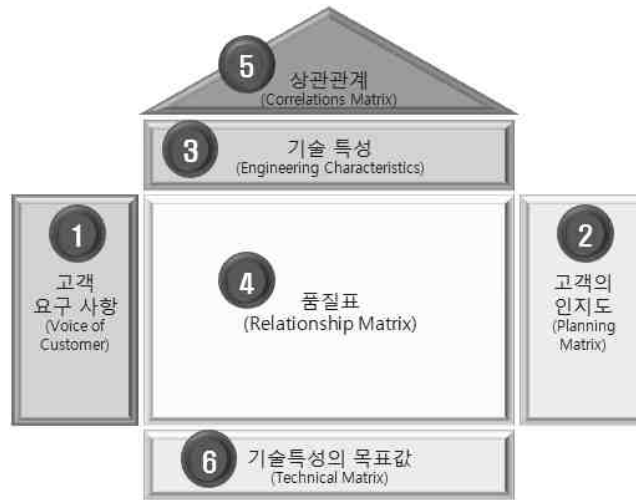 5
상관관계
(Correlations Matrix)
3
기술 특성
(Engineering Characteristics)
1
고객
요구 사항
(Voice of
Customer)
4
품질표
(Relationship Matrix)
2
고객의
인지도
(Planning
Matrix)
6
기술특성의 목표값
(Technical Matrix)